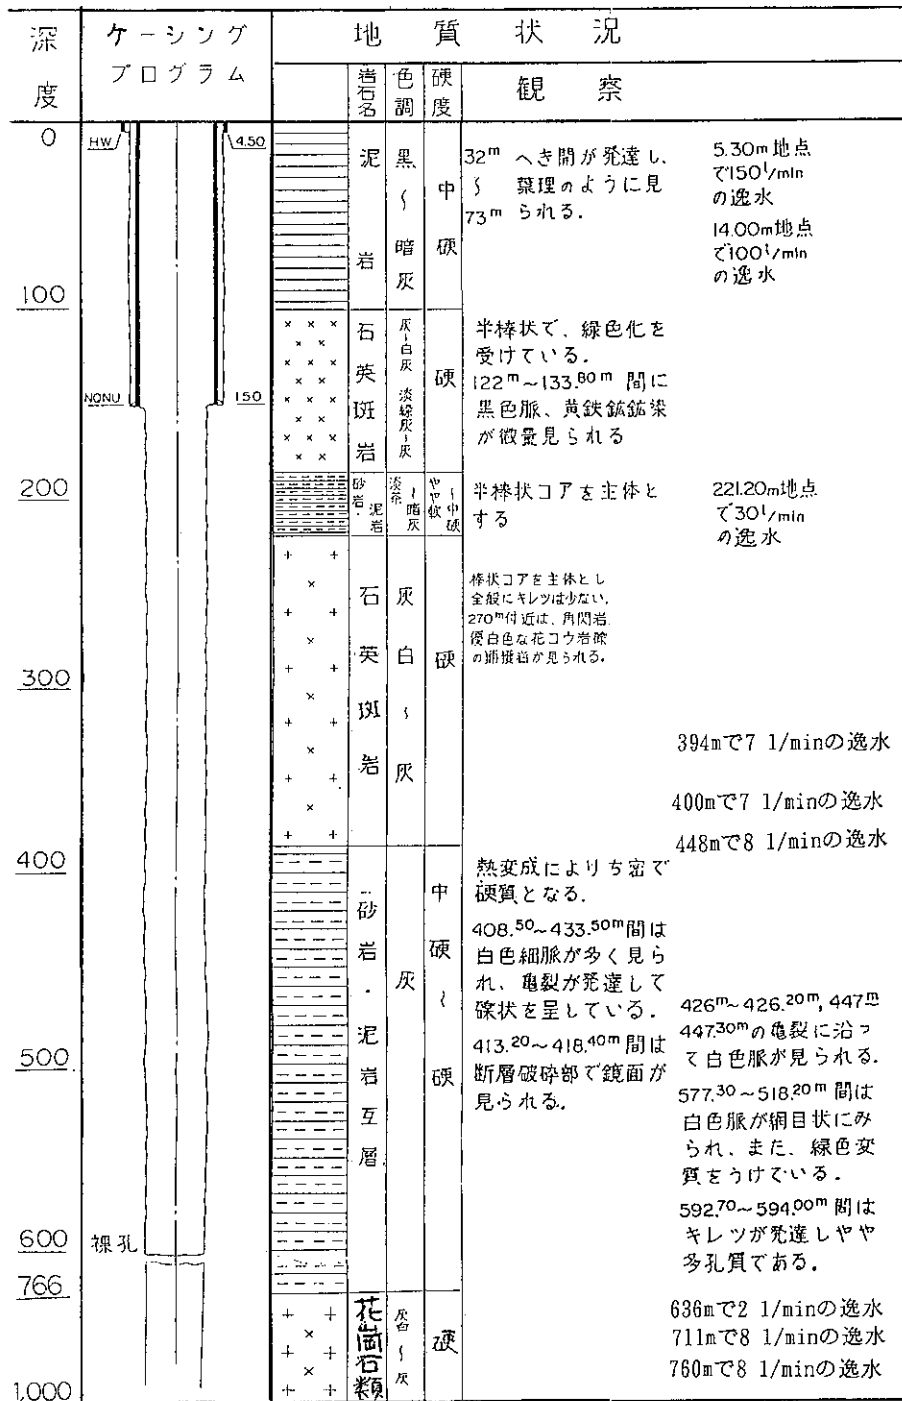 深度
ケーシング
プログラム
地質状況
岩石名
色調
硬度
観察
0
HW
4.50
泥岩
黒～暗灰
中硬
32m へき開が発達し、
～ 葉理のように見
73m られる.
5.30m地点
で150l/min
の逸水
14.00m地点
で100l/min
の逸水
100
石英斑岩
灰～白灰 淡緑灰～灰
硬
半棒状で、緑色化を
受けている.
122m～133.80m 間に
黒色脈、黄鉄鉱鉱染
が微量見られる
NQNU
150
200
砂岩・泥岩
淡茶～暗灰
やや軟～中硬
半棒状コアを主体と
する
221.20m地点
で30l/min
の逸水
石英斑岩
灰白～灰
硬
棒状コアを主体とし
全般にキレツは少ない.
270m付近は、角閃岩
優白色な花コウ岩破
の捕獲岩が見られる.
300
394mで7 1/minの逸水
400mで7 1/minの逸水
448mで8 1/minの逸水
400
砂岩・泥岩互層
灰
中硬～硬
熱変成によりち密で
硬質となる.
408.50～433.50m間は
白色細脈が多く見ら
れ、亀裂が発達して
礫状を呈している.
413.20～418.40m間は
断層破砕部で鏡面が
見られる.
426m～426.20m, 447m～
447.30mの亀裂に沿っ
て白色脈が見られる.
500
577.30～518.20m間は
白色脈が網目状にみ
られ、また、緑色変
質をうけている.
592.70～594.00m間は
キレツが発達しやや
多孔質である.
600
裸孔
766
花崗石類
灰白～灰
硬
636mで2 1/minの逸水
711mで8 1/minの逸水
760mで8 1/minの逸水
1,000